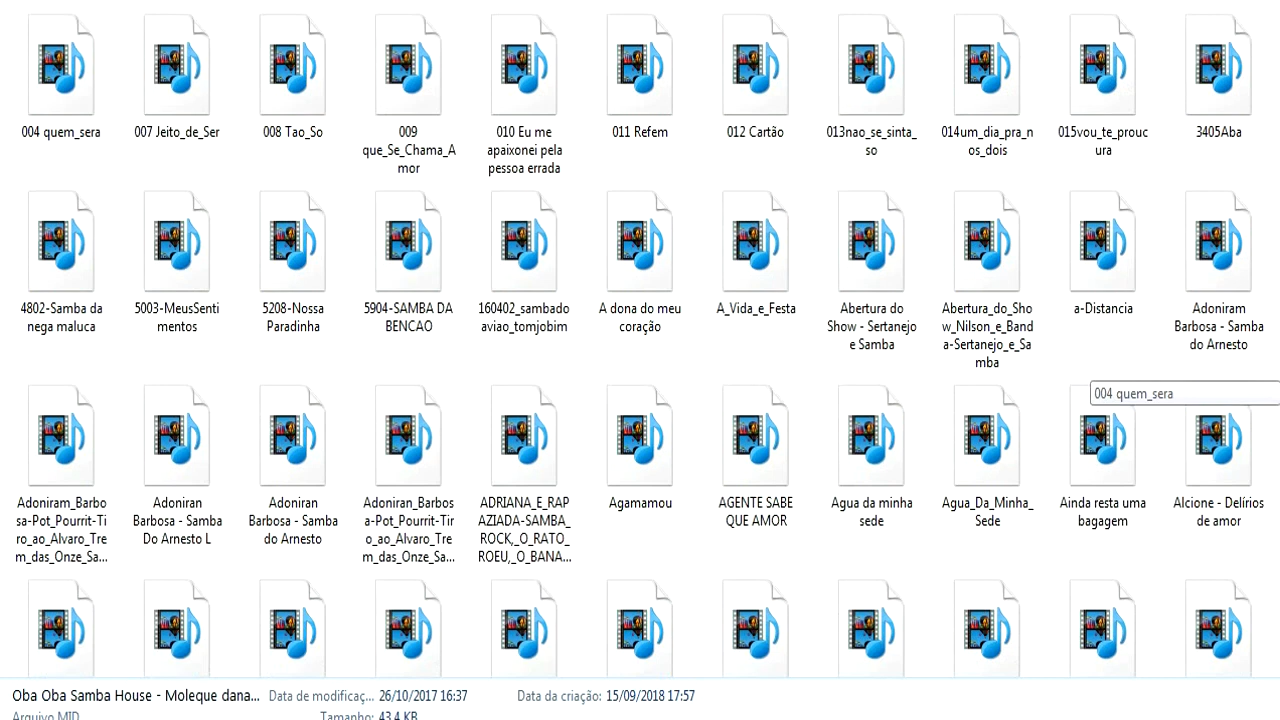 004 quem_sera
007 Jeito_de_Ser
008 Tao_So
009
que_Se_Chama_A
mor
010 Eu me
apaixonei pela
pessoa errada
011 Refem
012 Cartão
013nao_se_sinta_
so
014um_dia_pra_n
os_dois
015vou_te_prouc
ura
3405Aba
4802-Samba da
nega maluca
5003-MeusSenti
mentos
5208-Nossa
Paradinha
5904-SAMBA DA
BENCAO
160402_sambado
aviao_tomjobim
A dona do meu
coração
A_Vida_e_Festa
Abertura do
Show - Sertanejo
e Samba
Abertura_do_Sho
w_Nilson_e_Band
a-Sertanejo_e_Sa
mba
a-Distancia
Adoniram
Barbosa - Samba
do Arnesto
004 quem_sera
Adoniram_Barbo
sa-Pot_Pourrit-Ti
ro_ao_Alvaro_Tre
m_das_Onze_Sa...
Adoniran
Barbosa - Samba
Do Arnesto L
Adoniran
Barbosa - Samba
do Arnesto
Adoniran_Barbos
a-Pot_Pourrit-Tir
o_ao_Alvaro_Tre
m_das_Onze_Sa...
ADRIANA_E_RAP
AZIADA-SAMBA_
ROCK,_O_RATO_
ROEU,_O_BANA...
Agamamou
AGENTE SABE
QUE AMOR
Agua da minha
sede
Agua_Da_Minha_
Sede
Ainda resta uma
bagagem
Alcione - Delírios
de amor
Oba Oba Samba House - Moleque dana... Data de modificaç... 26/10/2017 16:37 Data da criação: 15/09/2018 17:57
Arquivo MID Tamanho: 43,4 KB